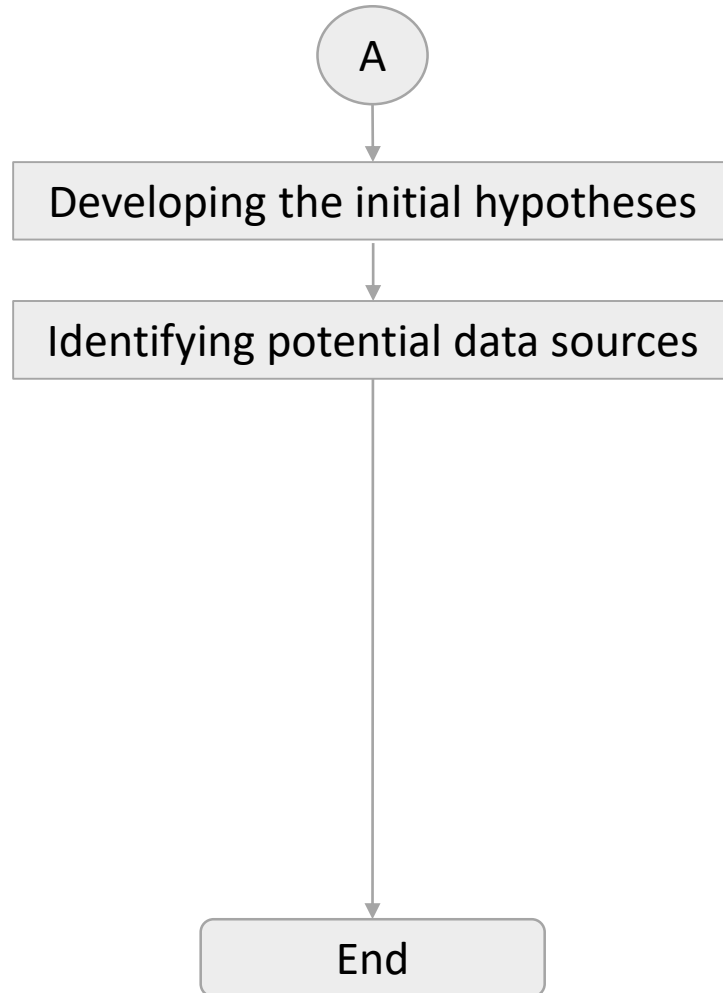 A
Developing the initial hypotheses
Identifying potential data sources
End